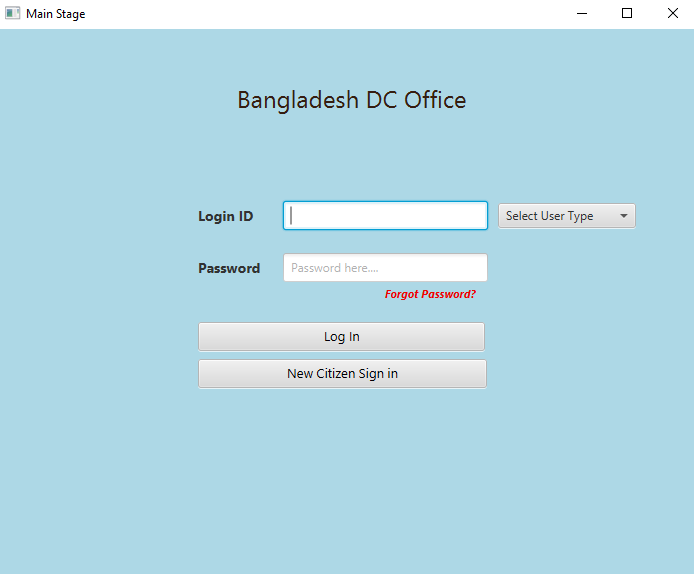 Main Stage
Bangladesh DC Office
Login ID
Select User Type
Password
Password here....
Forgot Password?
Log In
New Citizen Sign in